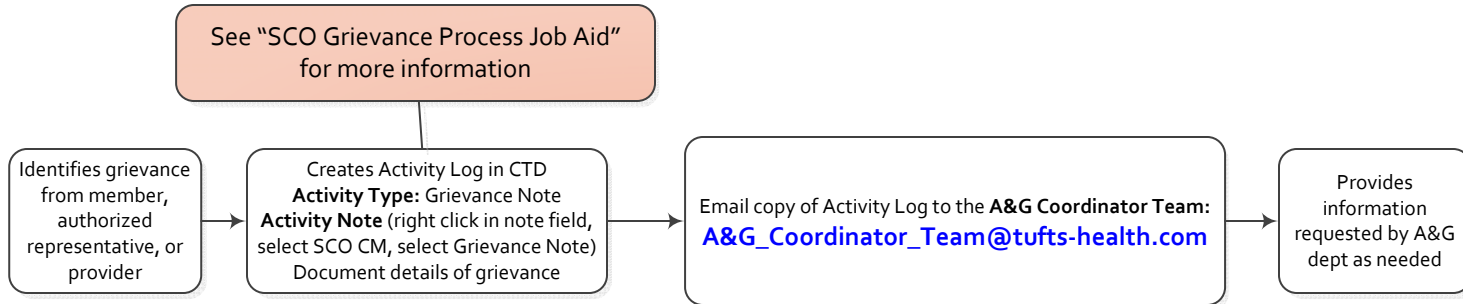 See “SCO Grievance Process Job Aid”
for more information
Identifies grievance
from member,
authorized
representative, or
provider
Creates Activity Log in CTD
Activity Type: Grievance Note
Activity Note (right click in note field,
select SCO CM, select Grievance Note)
Document details of grievance
Email copy of Activity Log to the A&G Coordinator Team:
A&G_Coordinator_Team@tufts-health.com
Provides
information
requested by A&G
dept as needed